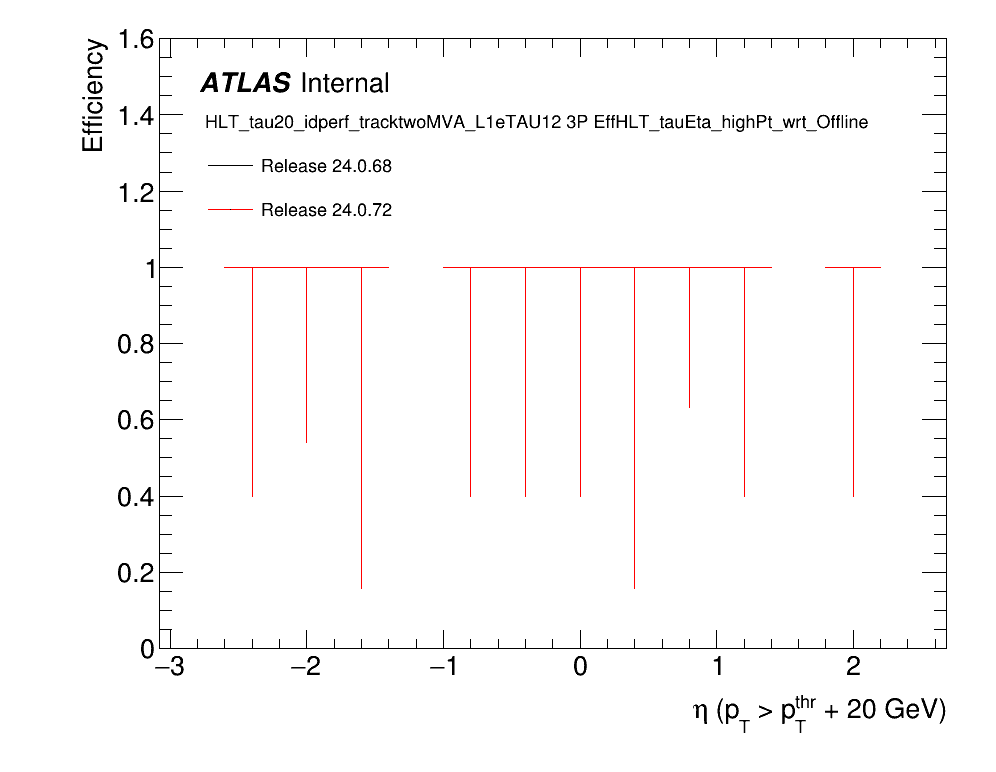 Efficiency
ATLAS Internal
HLT_tau20_idperf_tracktwoMVA_L1eTAU12 3P EffHLT_tauEta_highPt_wrt_Offline
Release 24.0.68
Release 24.0.72
1.6
1.4
1.2
1
0.8
0.6
0.4
0.2
0
−3 −2 −1 0 1 2
η (p_T > p_T^thr + 20 GeV)